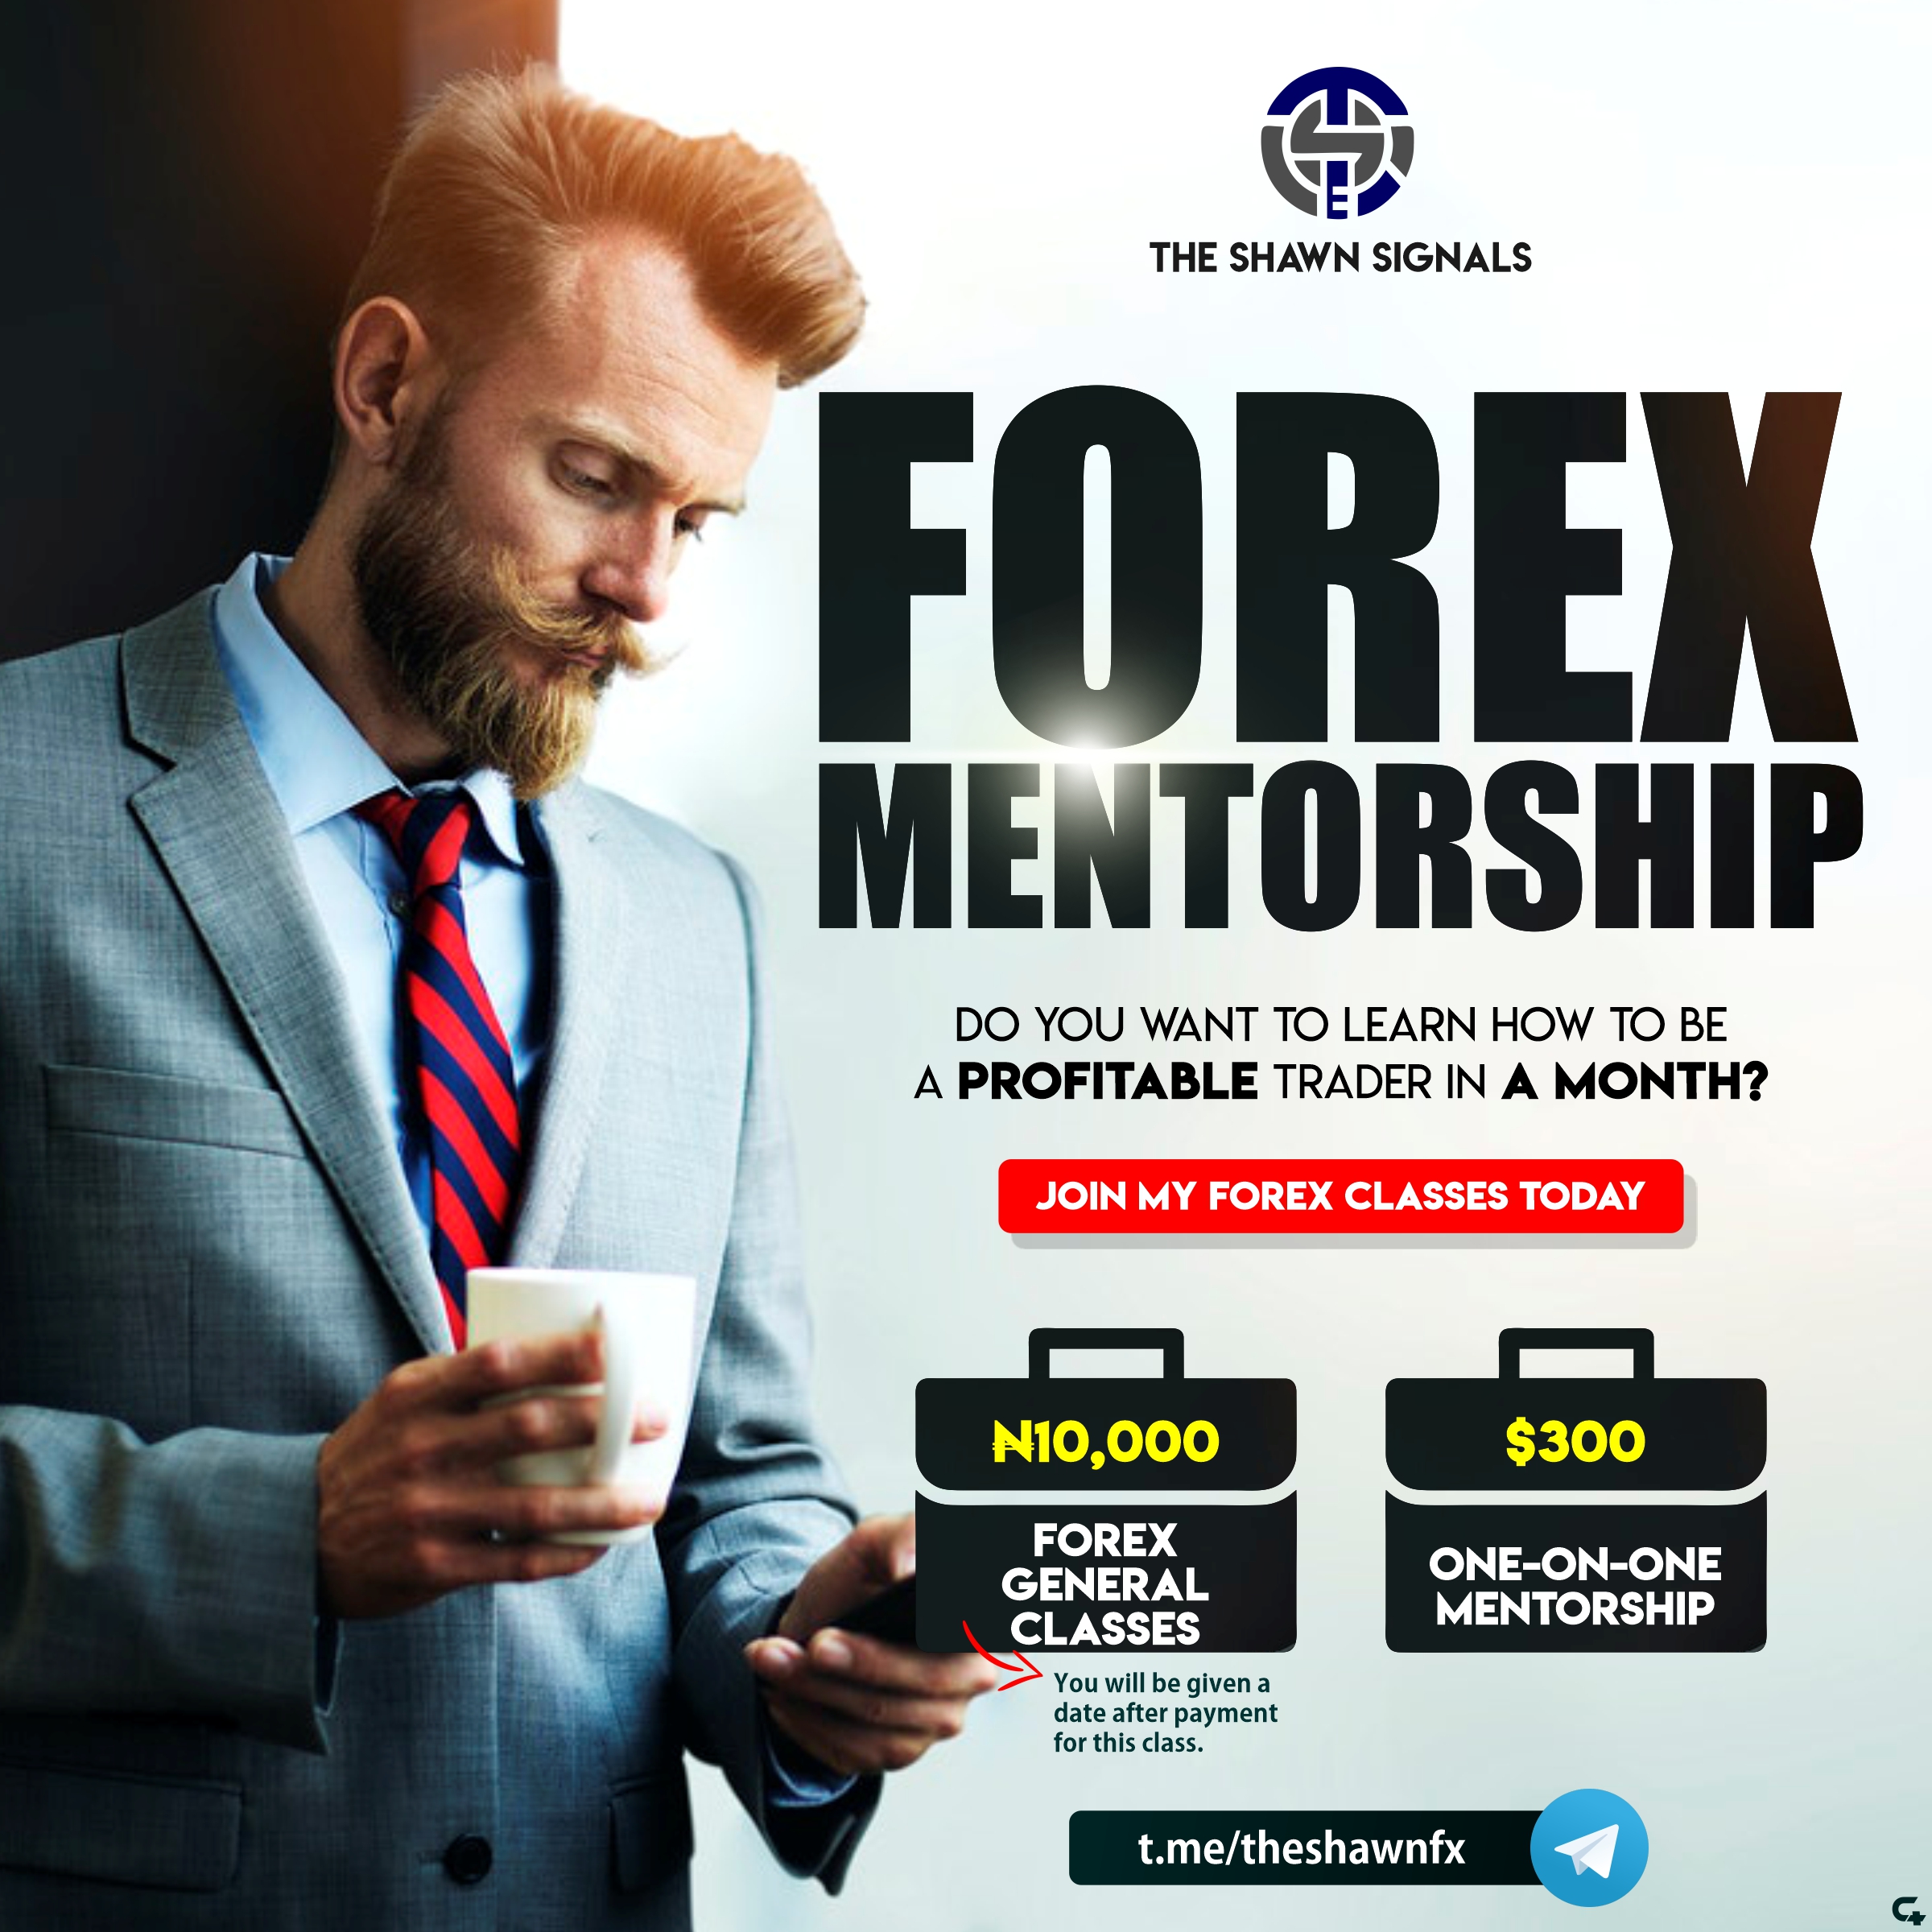 THE SHAWN SIGNALS
FOREX
MENTORSHIP
DO YOU WANT TO LEARN HOW TO BE
A PROFITABLE TRADER IN A MONTH?
JOIN MY FOREX CLASSES TODAY
₦10,000
FOREX
GENERAL
CLASSES
You will be given a
date after payment
for this class.
$300
ONE-ON-ONE
MENTORSHIP
t.me/theshawnfx